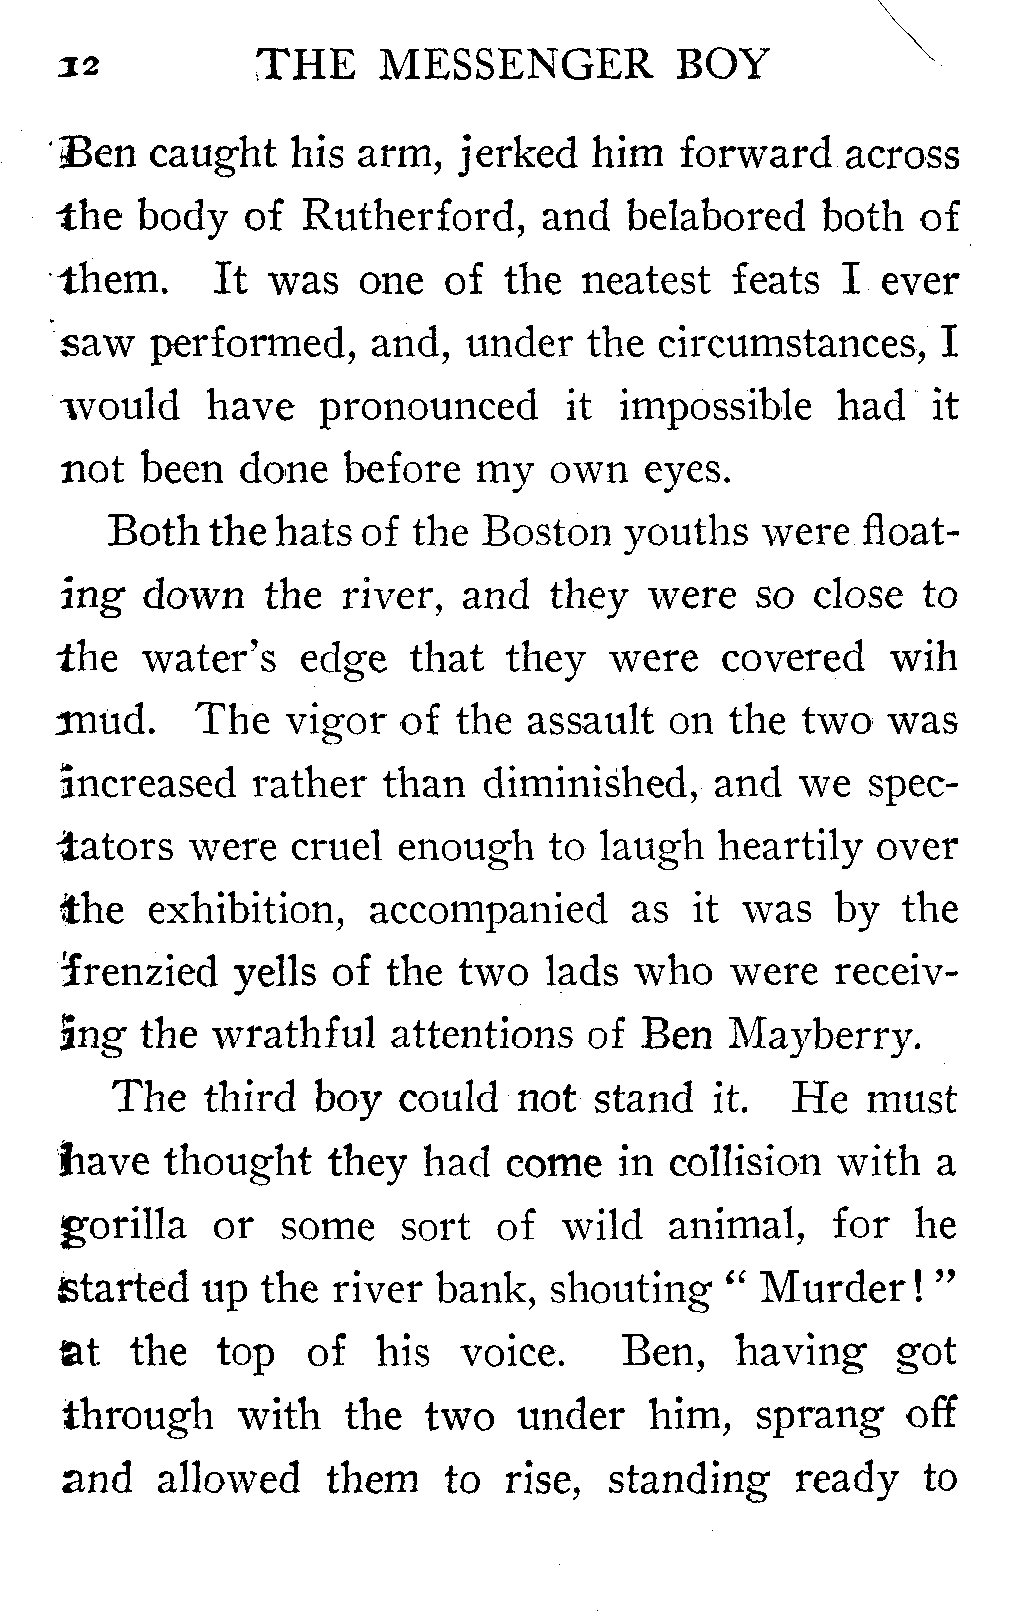 12 THE MESSENGER BOY
Ben caught his arm, jerked him forward across
the body of Rutherford, and belabored both of
them. It was one of the neatest feats I ever
saw performed, and, under the circumstances, I
would have pronounced it impossible had it
not been done before my own eyes.
Both the hats of the Boston youths were float-
ing down the river, and they were so close to
the water's edge that they were covered wih
mud. The vigor of the assault on the two was
increased rather than diminished, and we spec-
tators were cruel enough to laugh heartily over
the exhibition, accompanied as it was by the
frenzied yells of the two lads who were receiv-
ing the wrathful attentions of Ben Mayberry.
The third boy could not stand it. He must
have thought they had come in collision with a
gorilla or some sort of wild animal, for he
started up the river bank, shouting " Murder! "
at the top of his voice. Ben, having got
through with the two under him, sprang off
and allowed them to rise, standing ready to